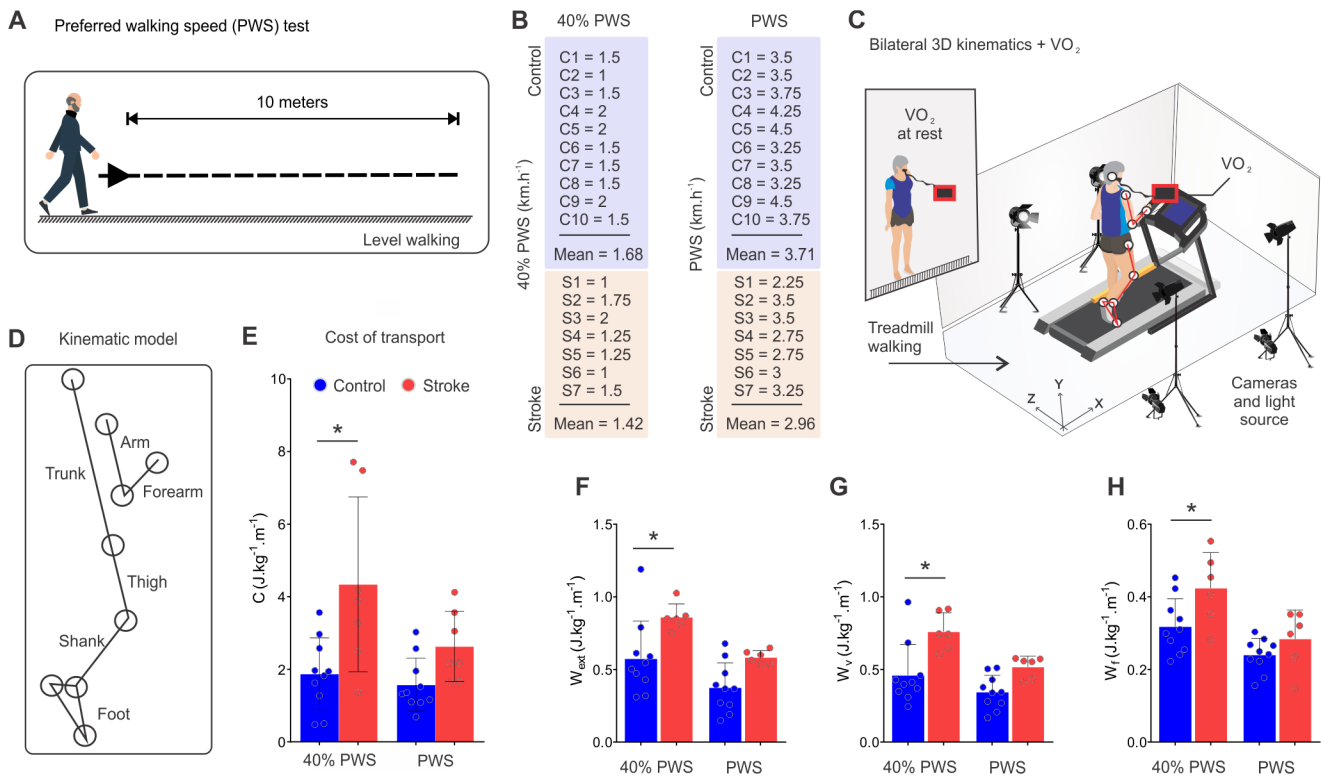 A
Preferred walking speed (PWS) test
10 meters
Level walking
B
40% PWS
PWS
Control
C1 = 1.5
C2 = 1
C3 = 1.5
C4 = 2
C5 = 2
C6 = 1.5
C7 = 1.5
C8 = 1.5
C9 = 2
C10 = 1.5
Mean = 1.68
40% PWS (km.h⁻¹)
Stroke
S1 = 1
S2 = 1.75
S3 = 2
S4 = 1.25
S5 = 1.25
S6 = 1
S7 = 1.5
Mean = 1.42
Control
C1 = 3.5
C2 = 3.5
C3 = 3.75
C4 = 4.25
C5 = 4.5
C6 = 3.25
C7 = 3.5
C8 = 3.25
C9 = 4.5
C10 = 3.75
Mean = 3.71
PWS (km.h⁻¹)
Stroke
S1 = 2.25
S2 = 3.5
S3 = 3.5
S4 = 2.75
S5 = 2.75
S6 = 3
S7 = 3.25
Mean = 2.96
C
Bilateral 3D kinematics + VO₂
VO₂
at rest
VO₂
Treadmill
walking
Z
Y
X
Cameras
and light
source
D
Kinematic model
Arm
Trunk
Forearm
Thigh
Shank
Foot
E
Cost of transport
Control
Stroke
C (J.kg⁻¹.m⁻¹)
10
8
6
4
2
0
*
40% PWS
PWS
F
W_ext (J.kg⁻¹.m⁻¹)
1.5
1.0
0.5
0.0
*
40% PWS
PWS
G
W_v (J.kg⁻¹.m⁻¹)
1.5
1.0
0.5
0.0
*
40% PWS
PWS
H
W_f (J.kg⁻¹.m⁻¹)
0.6
0.4
0.2
0.0
*
40% PWS
PWS